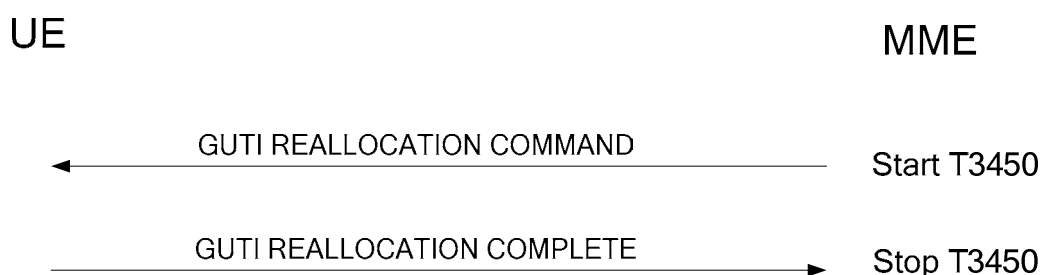 UE
MME
GUTI REALLOCATION COMMAND
Start T3450
GUTI REALLOCATION COMPLETE
Stop T3450